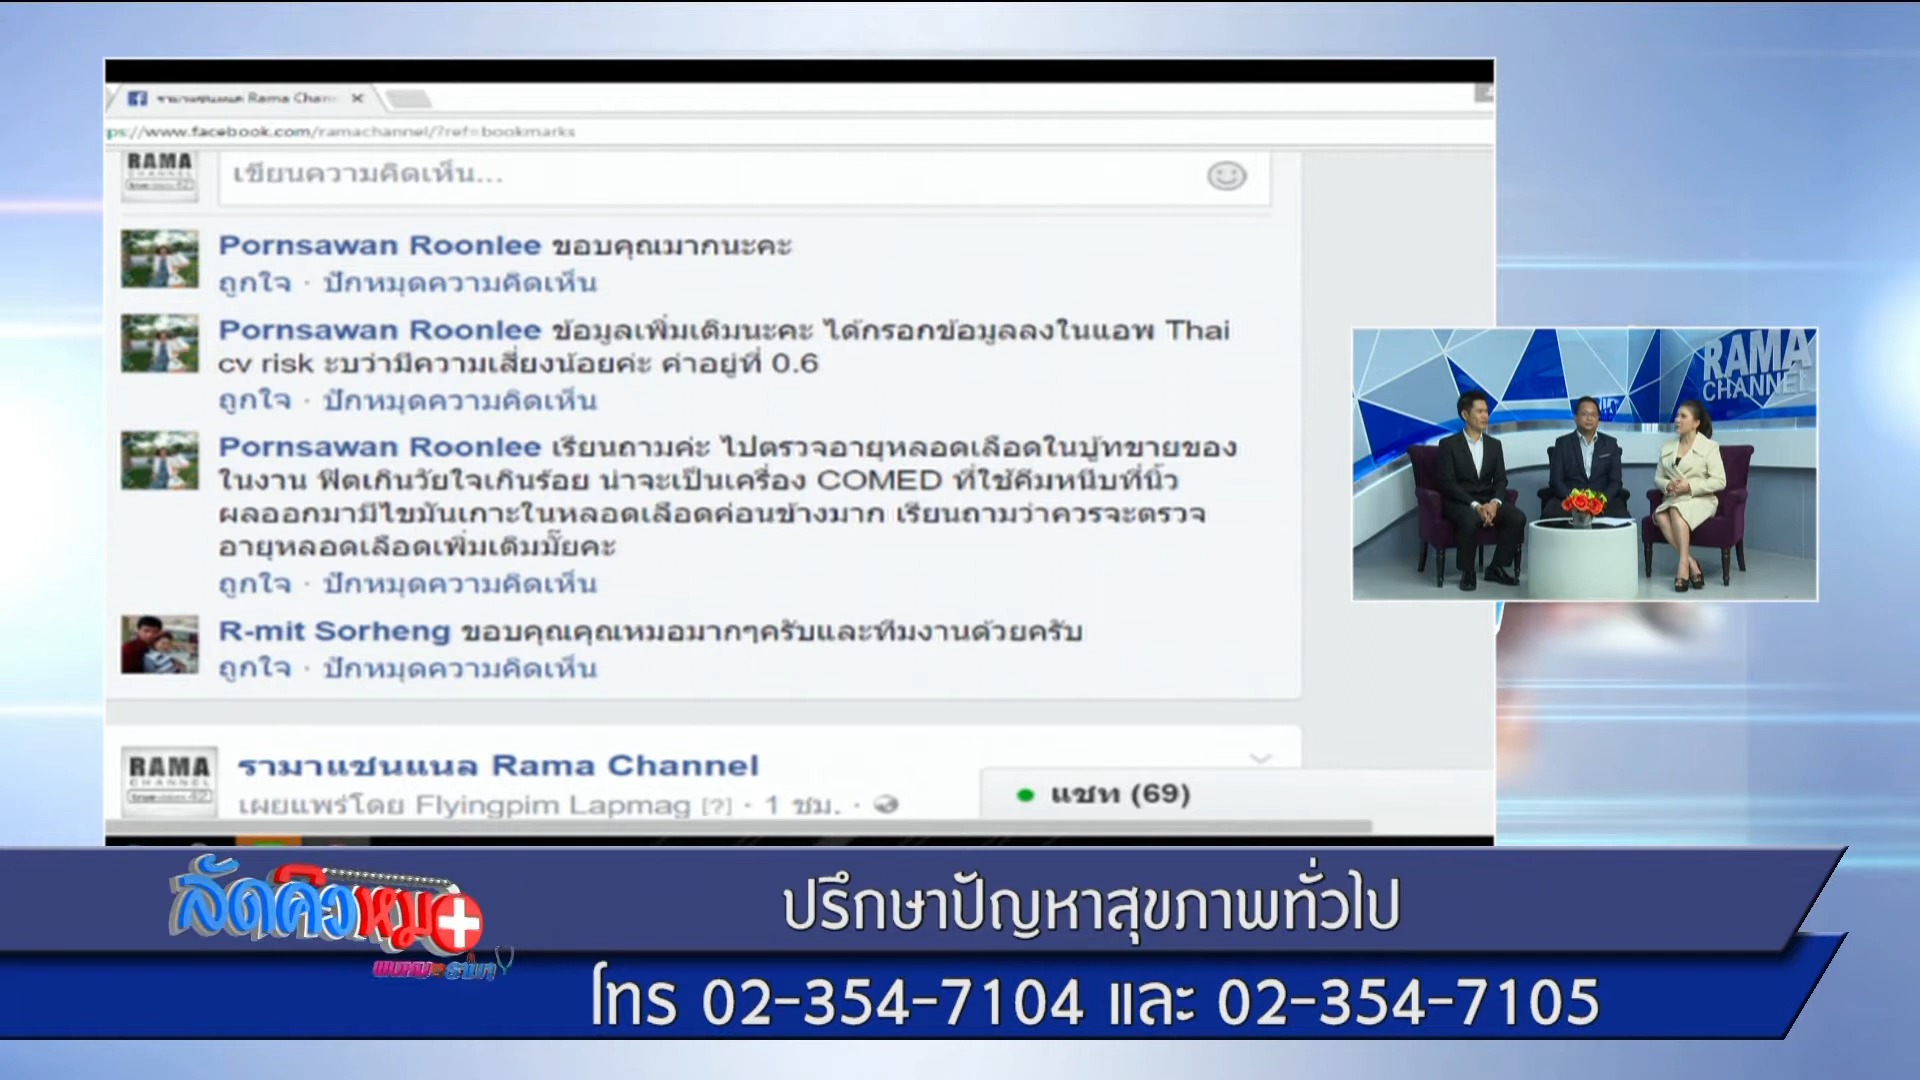 Rama Chan
ps://www.facebook.com/ramachannel/?ref=bookmarks
RAMA
CHANNEL
เขียนความคิดเห็น...
Pornsawan Roonlee ขอบคุณมากนะคะ
ถูกใจ · ปักหมุดความคิดเห็น
Pornsawan Roonlee ข้อมูลเพิ่มเติมนะคะ ได้กรอกข้อมูลลงในแอพ Thai
cv risk ระบว่ามีความเสี่ยงน้อยค่ะ ค่าอยู่ที่ 0.6
ถูกใจ · ปักหมุดความคิดเห็น
Pornsawan Roonlee เรียนถามค่ะ ไปตรวจอายุหลอดเลือดในบู้ทขายของ
ในงาน ฟิตเกินวัยใจเกินร้อย น่าจะเป็นเครื่อง COMED ที่ใช้คีมหนีบที่นิ้ว
ผลออกมามีไขมันเกาะในหลอดเลือดค่อนข้างมาก เรียนถามว่าควรจะตรวจ
อายุหลอดเลือดเพิ่มเติมมั๊ยคะ
ถูกใจ · ปักหมุดความคิดเห็น
R-mit Sorheng ขอบคุณคุณหมอมากๆครับและทีมงานด้วยครับ
ถูกใจ · ปักหมุดความคิดเห็น
RAMA
CHANNEL
รามาแชนแนล Rama Channel
เผยแพร่โดย Flyingpim Lapmag [?] · 1 ชม. ·
แชท (69)
RAMA
CHANNEL
ลัดคิวหมอ
ปรึกษาปัญหาสุขภาพทั่วไป
โทร 02-354-7104 และ 02-354-7105